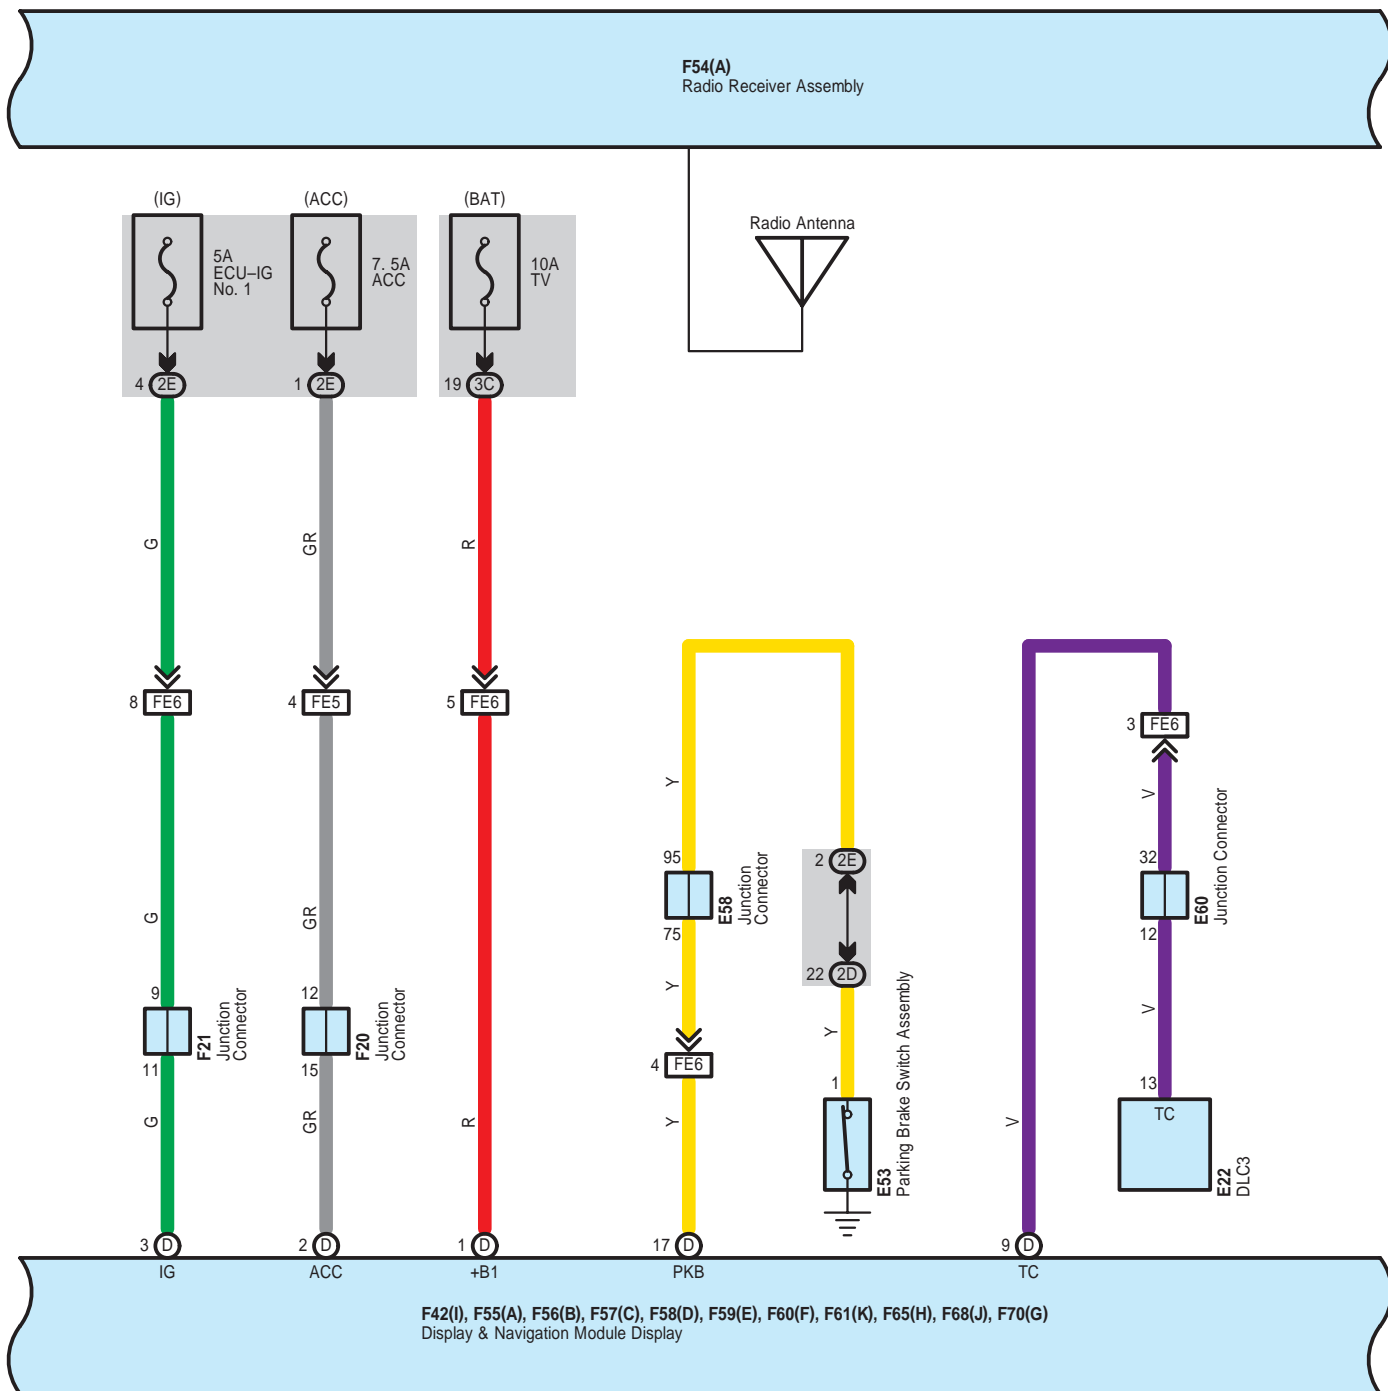 F54(A)
Radio Receiver Assembly
(IG)
(ACC)
(BAT)
Radio Antenna
5A
ECU–IG
No. 1
7. 5A
ACC
10A
TV
4 2E
1 2E
19 3C
G
GR
R
8 FE6
4 FE5
5 FE6
3 FE6
Y
V
95
E58
Junction
Connector
75
2 2E
22 2D
32
E60
Junction Connector
12
G
GR
Y
Y
V
9
F21
Junction
Connector
11
12
F20
Junction
Connector
15
4 FE6
1
E53
Parking Brake Switch Assembly
13
TC
E22
DLC3
G
GR
R
Y
V
3 D
2 D
1 D
17 D
9 D
IG
ACC
+B1
PKB
TC
F42(I), F55(A), F56(B), F57(C), F58(D), F59(E), F60(F), F61(K), F65(H), F68(J), F70(G)
Display & Navigation Module Display